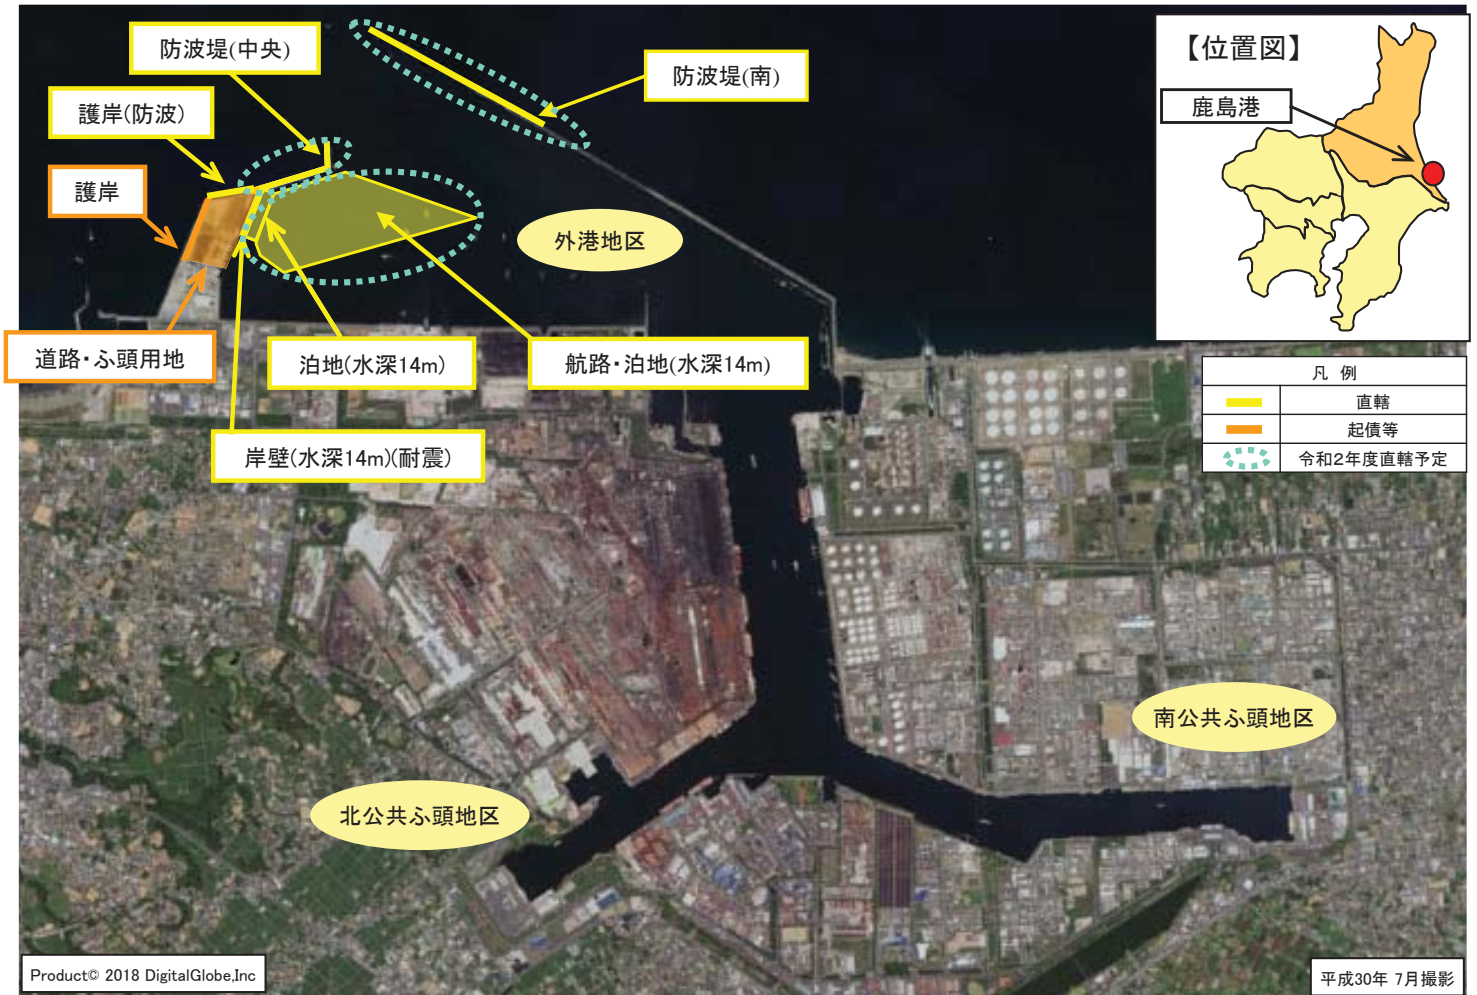 防波堤(中央)
防波堤(南)
護岸(防波)
護岸
外港地区
道路・ふ頭用地
泊地(水深14m)
航路・泊地(水深14m)
岸壁(水深14m)(耐震)
【位置図】
鹿島港
凡 例
直轄
起債等
令和2年度直轄予定
南公共ふ頭地区
北公共ふ頭地区
Product© 2018 DigitalGlobe,Inc
平成30年 7月撮影